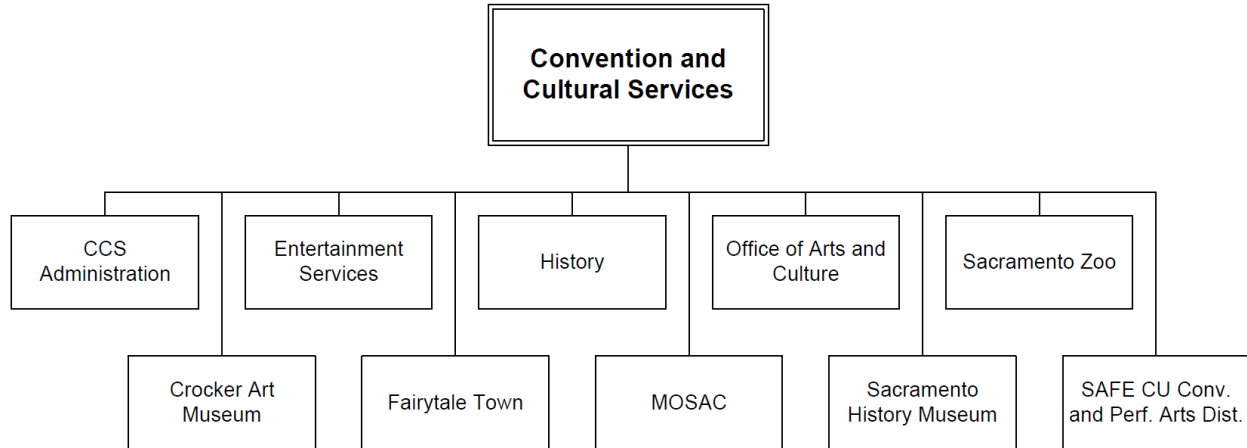 Convention and
Cultural Services
CCS
Administration
Entertainment
Services
History
Office of Arts and
Culture
Sacramento Zoo
Crocker Art
Museum
Fairytale Town
MOSAC
Sacramento
History Museum
SAFE CU Conv.
and Perf. Arts Dist.